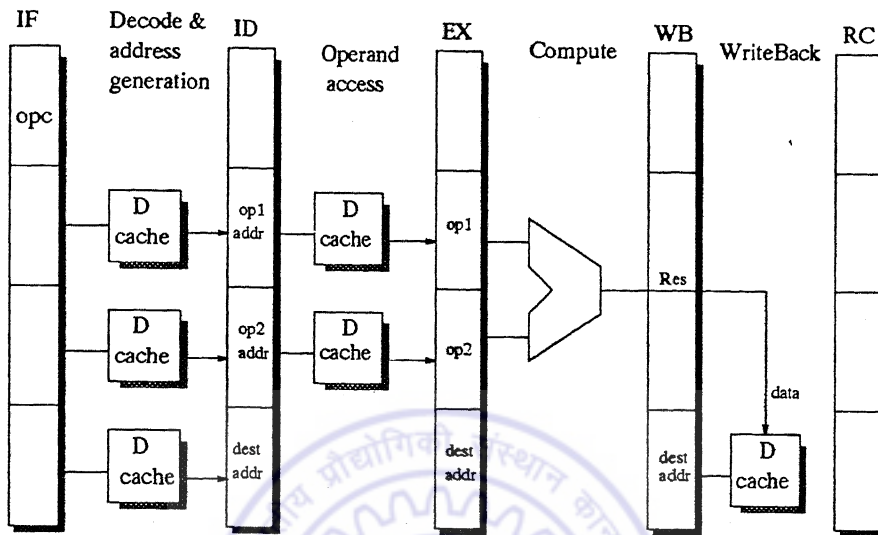 IF
Decode &
address
generation
ID
Operand
access
EX
Compute
WB
WriteBack
RC
opc
D
cache
op1
addr
D
cache
op1
Res
D
cache
op2
addr
D
cache
op2
data
D
cache
dest
addr
dest
addr
dest
addr
D
cache
प्रौद्योगिकी संस्थान